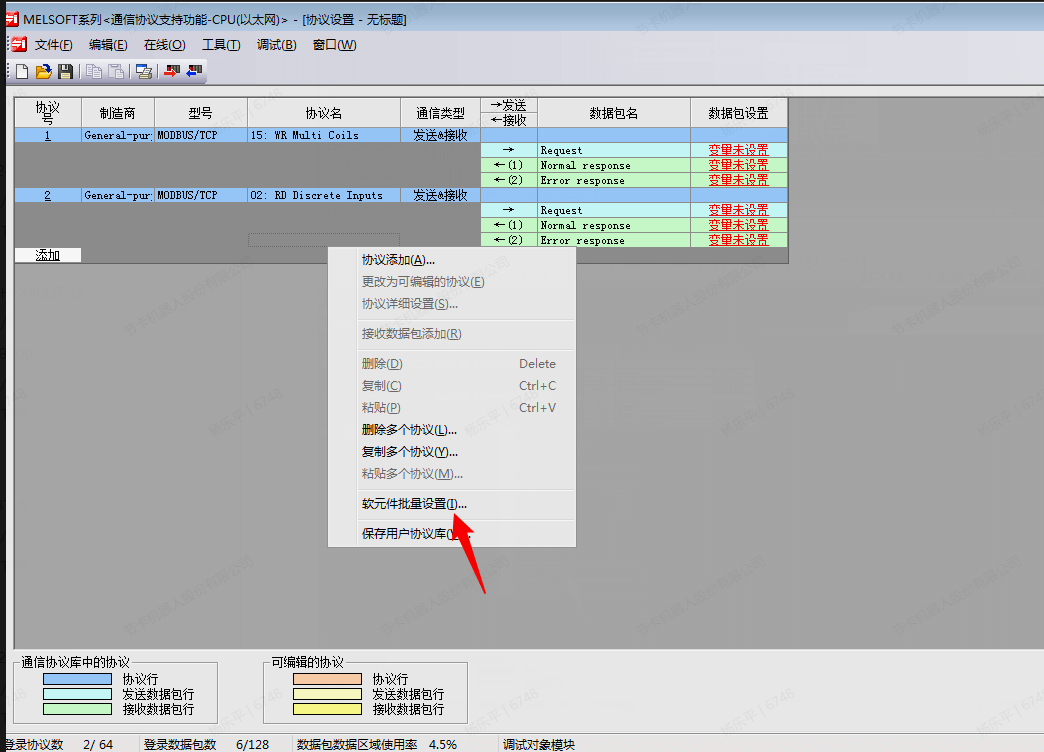 MELSOFT系列<通信协议支持功能-CPU(以太网)> - [协议设置 - 无标题]
文件(F) 编辑(E) 在线(O) 工具(T) 调试(B) 窗口(W)
协议号 制造商 型号 协议名 通信类型 →发送 ←接收 数据包名 数据包设置
1 General-pur MODBUS/TCP 15: WR Multi Coils 发送&接收
→ Request 变量未设置
←(1) Normal response 变量未设置
←(2) Error response 变量未设置
2 General-pur MODBUS/TCP 02: RD Discrete Inputs 发送&接收
→ Request 变量未设置
←(1) Normal response 变量未设置
←(2) Error response 变量未设置
添加
协议添加(A)...
更改为可编辑的协议(E)
协议详细设置(S)...
接收数据包添加(R)
删除(D) Delete
复制(C) Ctrl+C
粘贴(P) Ctrl+V
删除多个协议(L)...
复制多个协议(Y)...
粘贴多个协议(M)...
软元件批量设置(I)...
保存用户协议库
通信协议库中的协议 可编辑的协议
协议行 协议行
发送数据包行 发送数据包行
接收数据包行 接收数据包行
登录协议数 2/ 64 登录数据包数 6/128 数据包数据区域使用率 4.5% 调试对象模块